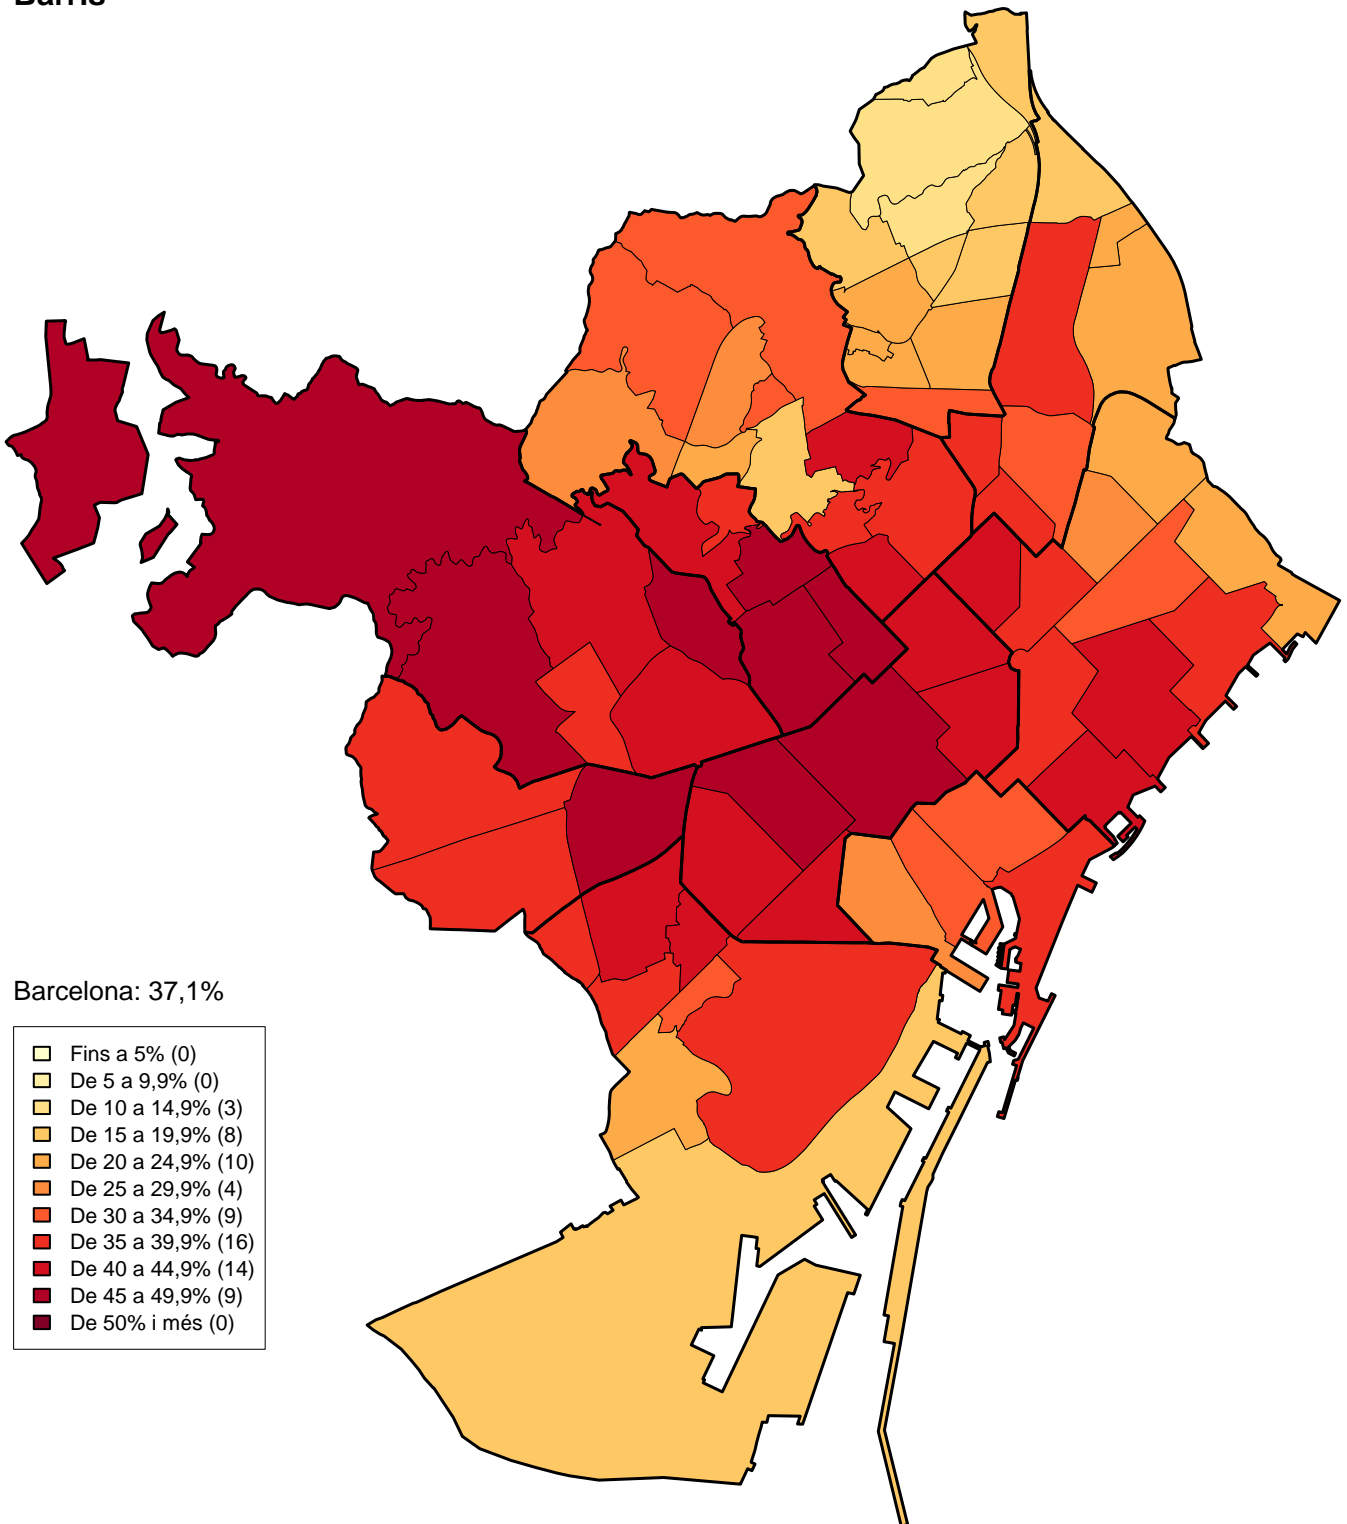 Barris
Barcelona: 37,1%
Fins a 5% (0)
De 5 a 9,9% (0)
De 10 a 14,9% (3)
De 15 a 19,9% (8)
De 20 a 24,9% (10)
De 25 a 29,9% (4)
De 30 a 34,9% (9)
De 35 a 39,9% (16)
De 40 a 44,9% (14)
De 45 a 49,9% (9)
De 50% i més (0)